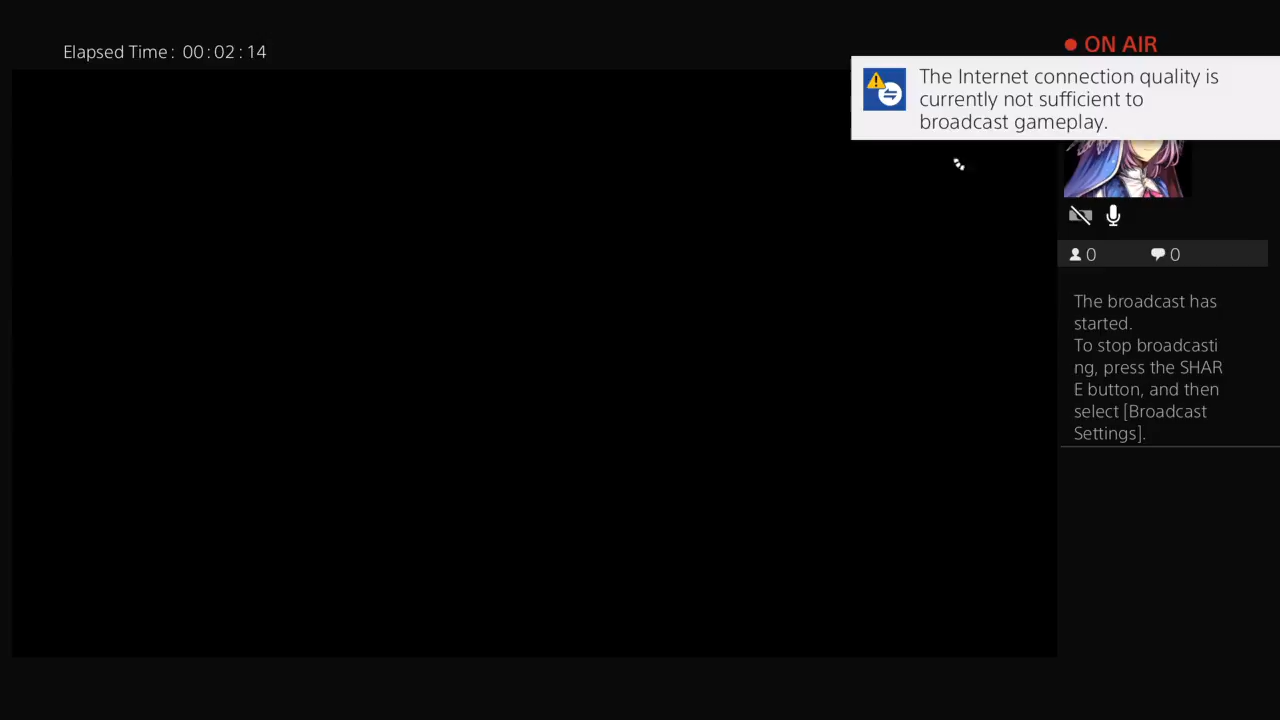 Elapsed Time: 00:02:14
ON AIR
The Internet connection quality is
currently not sufficient to
broadcast gameplay.
0
0
The broadcast has
started.
To stop broadcasti
ng, press the SHAR
E button, and then
select [Broadcast
Settings].